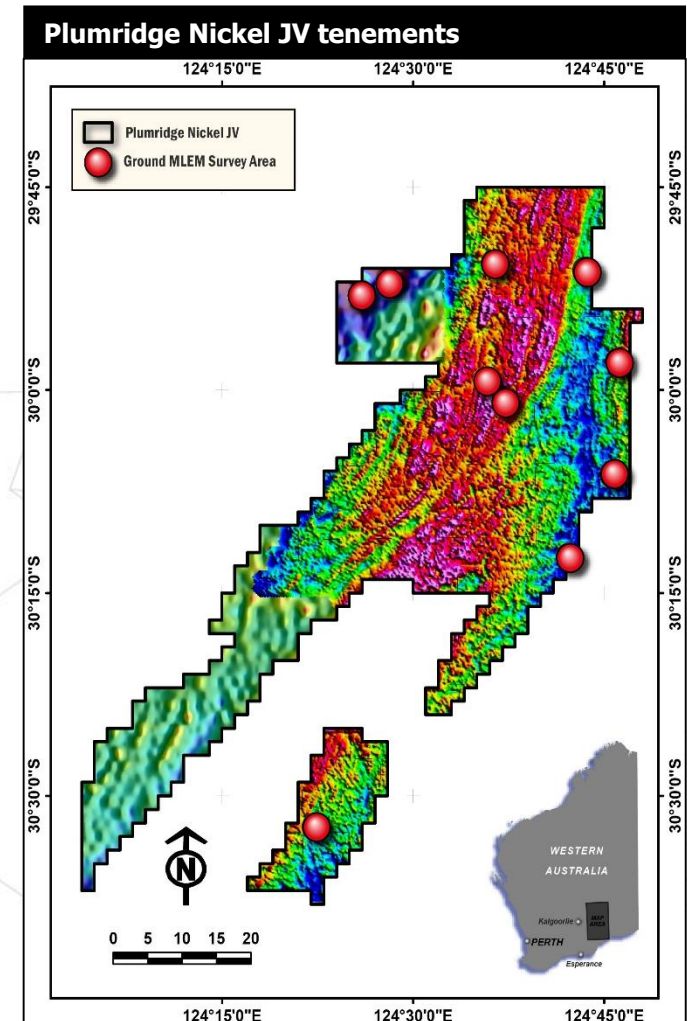 Plumridge Nickel JV tenements
124°15'0"E 124°30'0"E 124°45'0"E
Plumridge Nickel JV
Ground MLEM Survey Area
29°45'0"S 29°45'0"S
30°0'0"S 30°0'0"S
30°15'0"S 30°15'0"S
30°30'0"S 30°30'0"S
N
0 5 10 15 20
WESTERN
AUSTRALIA
Kalgoorlie
MAP
AREA
PERTH
Esperance
124°15'0"E 124°30'0"E 124°45'0"E